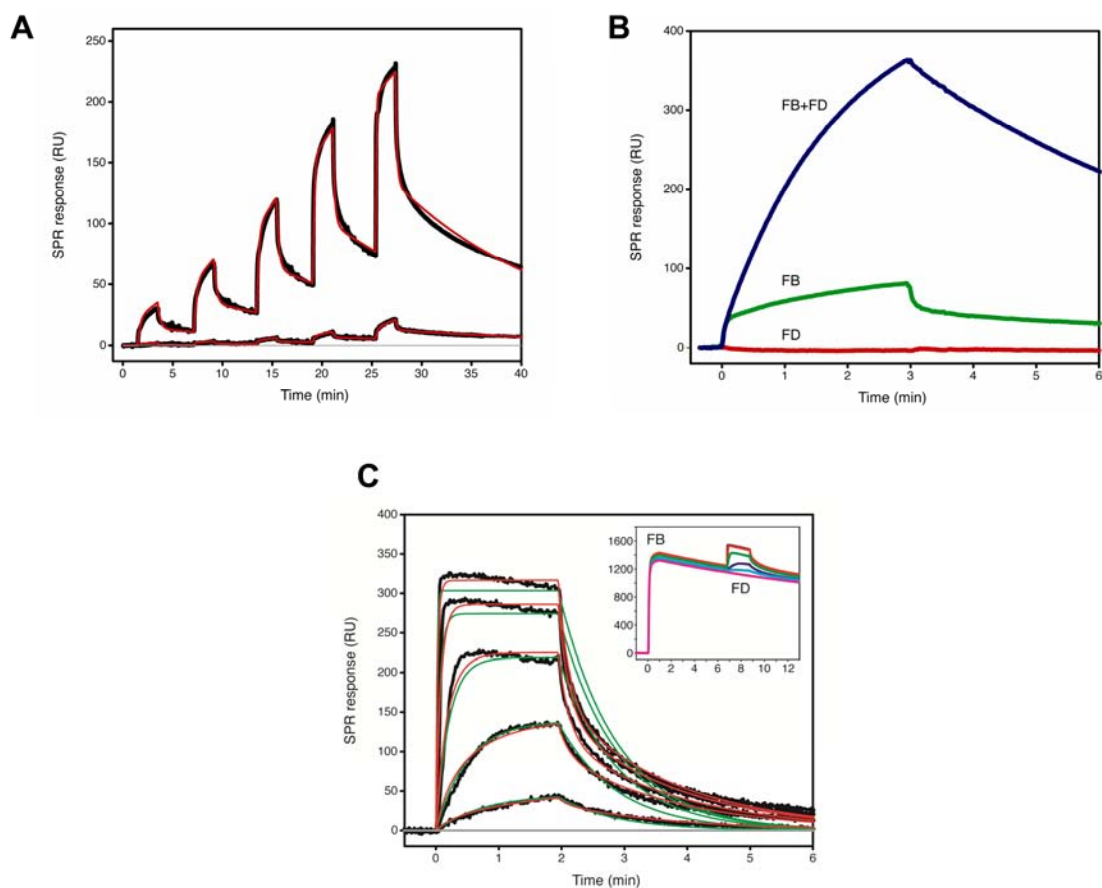 A
250
200
150
100
50
0
SPR response (RU)
0 5 10 15 20 25 30 35 40
Time (min)
B
400
300
200
100
0
SPR response (RU)
FB+FD
FB
FD
0 1 2 3 4 5 6
Time (min)
C
400
350
300
250
200
150
100
50
0
SPR response (RU)
0 1 2 3 4 5 6
Time (min)
1600
1200
800
400
0
FB
FD
0 2 4 6 8 10 12